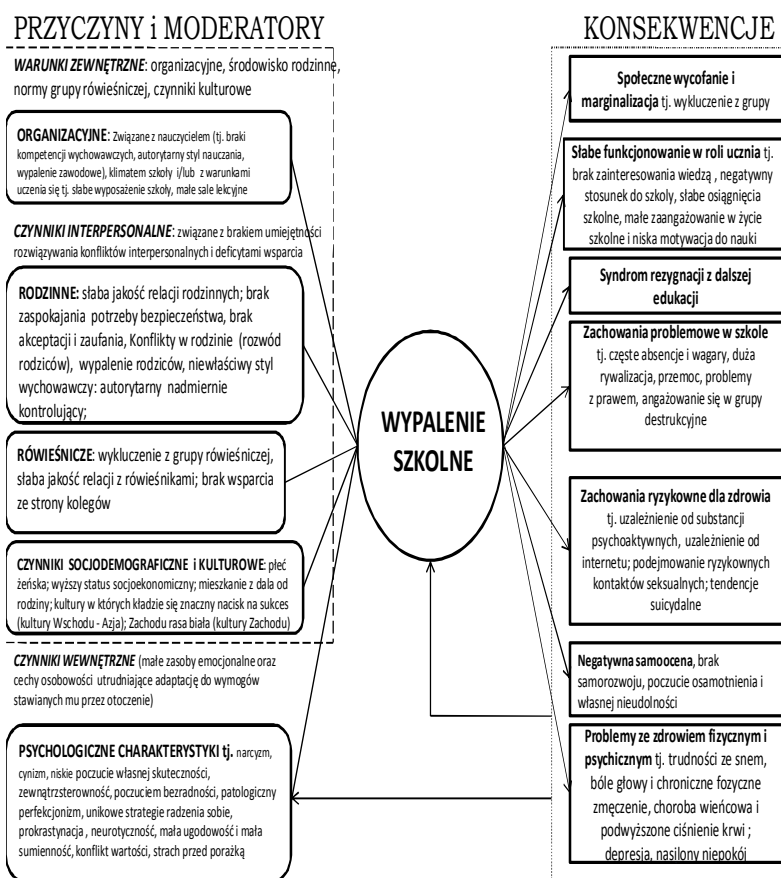 PRZYCZYNY i MODERATORY
WARUNKI ZEWNĘTRZNE: organizacyjne, środowisko rodzinne,
normy grupy rówieśniczej, czynniki kulturowe
ORGANIZACYJNE: Związane z nauczycielem (tj. braki
kompetencji wychowawczych, autorytarny styl nauczania,
wypalenie zawodowe), klimatem szkoły i/lub z warunkami
uczenia się tj. słabe wyposażenie szkoły, małe sale lekcyjne
CZYNNIKI INTERPERSONALNE: związane z brakiem umiejętności
rozwiązywania konfliktów interpersonalnych i deficytami wsparcia
RODZINNE: słaba jakość relacji rodzinnych; brak
zaspokajania potrzeby bezpieczeństwa, brak
akceptacji i zaufania, Konflikty w rodzinie (rozwód
rodziców), wypalenie rodziców, niewłaściwy styl
wychowawczy: autorytarny nadmiernie
kontrolujący;
RÓWIEŚNICZE: wykluczenie z grupy rówieśniczej,
słaba jakość relacji z rówieśnikami; brak wsparcia
ze strony kolegów
CZYNNIKI SOCJODEMOGRAFICZNE i KULTUROWE: płeć
żeńska; wyższy status socjoekonomiczny; mieszkanie z dala od
rodziny; kultury w których kładzie się znaczny nacisk na sukces
(kultury Wschodu - Azja); Zachodu rasa biała (kultury Zachodu)
CZYNNIKI WEWNĘTRZNE (małe zasoby emocjonalne oraz
cechy osobowości utrudniające adaptację do wymogów
stawianych mu przez otoczenie)
PSYCHOLOGICZNE CHARAKTERYSTYKI tj. narcyzm,
cynizm, niskie poczucie własnej skuteczności,
zewnątrzsterowność, poczuciem bezradności, patologiczny
perfekcjonizm, unikowe strategie radzenia sobie,
prokrastynacja , neurotyczność, mała ugodowość i mała
sumienność, konflikt wartości, strach przed porażką
WYPALENIE
SZKOLNE
KONSEKWENCJE
Społeczne wycofanie i
marginalizacja tj. wykluczenie z grupy
Słabe funkcjonowanie w roli ucznia tj.
brak zainteresowania wiedzą , negatywny
stosunek do szkoly, słabe osiągnięcia
szkolne, małe zaangażowanie w życie
szkolne i niska motywacja do nauki
Syndrom rezygnacji z dalszej
edukacji
Zachowania problemowe w szkole
tj. częste absencje i wagary, duża
rywalizacja, przemoc, problemy
z prawem, angażowanie się w grupy
destrukcyjne
Zachowania ryzykowne dla zdrowia
tj. uzależnienie od substancji
psychoaktywnych, uzależnienie od
internetu; podejmowanie ryzykownych
kontaktów seksualnych; tendencje
suicydalne
Negatywna samoocena, brak
samorozwoju, poczucie osamotnienia i
własnej nieudolności
Problemy ze zdrowiem fizycznym i
psychicznym tj. trudności ze snem,
bóle głowy i chroniczne fozyczne
zmęczenie, choroba wieńcowa i
podwyższone ciśnienie krwi ;
depresja, nasilony niepokój